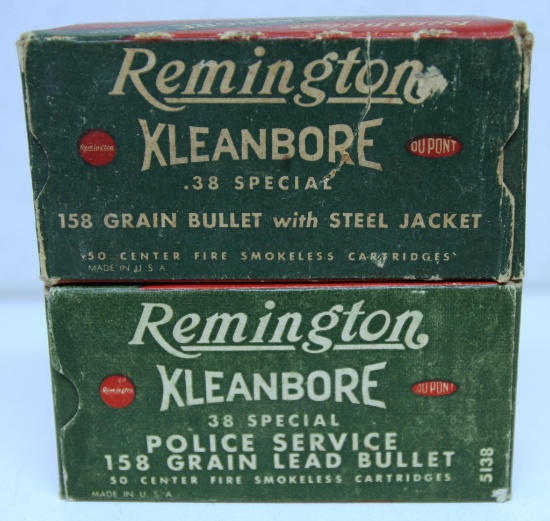 Remington
KLEANBORE
Remington
DU PONT
.38 SPECIAL
158 GRAIN BULLET with STEEL JACKET
50 CENTER FIRE SMOKELESS CARTRIDGES
MADE IN U.S.A
Remington
KLEANBORE
Remington
DU PONT
38 SPECIAL
POLICE SERVICE
158 GRAIN LEAD BULLET
50 CENTER FIRE SMOKELESS CARTRIDGES
MADE IN U.S.A
5138